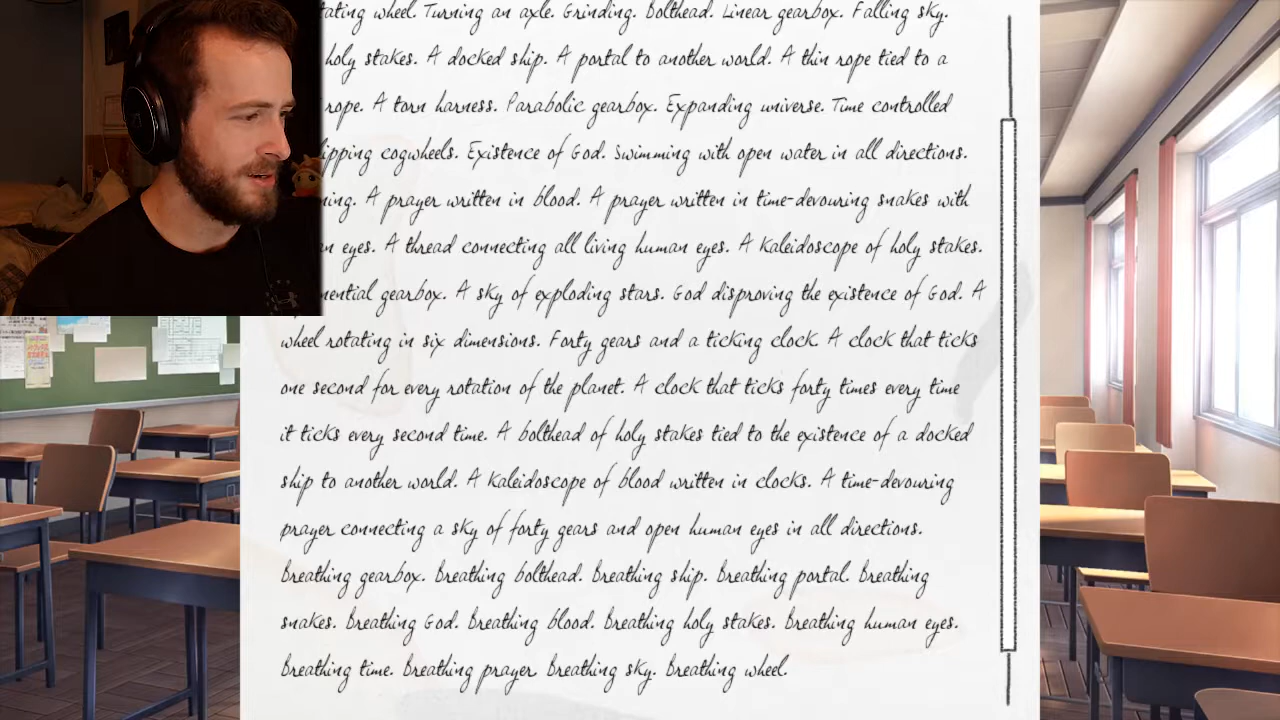 wheel. Turning an axle. Grinding. Bolthead. Linear gearbox. Falling sky.
holy stakes. A docked ship. A portal to another world. A thin rope tied to a
rope. A torn harness. Parabolic gearbox. Expanding universe. Time controlled
cogwheels. Existence of God. Swimming with open water in all directions.
A prayer written in blood. A prayer written in time-devouring snakes with
eyes. A thread connecting all living human eyes. A kaleidoscope of holy stakes.
gearbox. A sky of exploding stars. God disproving the existence of God. A
wheel rotating in six dimensions. Forty gears and a ticking clock. A clock that ticks
one second for every rotation of the planet. A clock that ticks forty times every time
it ticks every second time. A bolthead of holy stakes tied to the existence of a docked
ship to another world. A kaleidoscope of blood written in clocks. A time-devouring
prayer connecting a sky of forty gears and open human eyes in all directions.
Breathing gearbox. Breathing bolthead. Breathing ship. Breathing portal. Breathing
snakes. Breathing God. Breathing blood. Breathing holy stakes. Breathing human eyes.
Breathing time. Breathing prayer. Breathing sky. Breathing wheel.